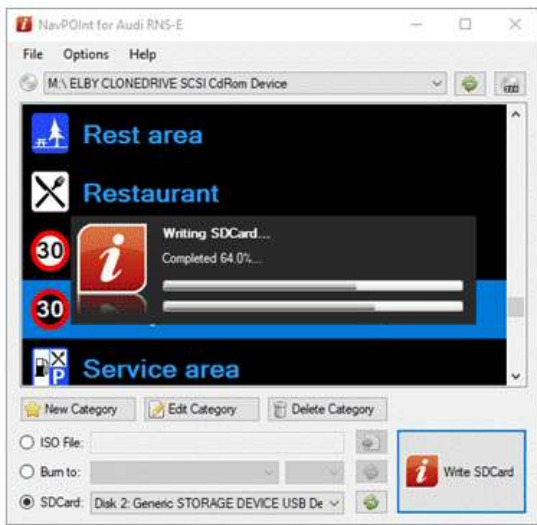 NavPOInt for Audi RNS-E
File Options Help
M:\ ELBY CLONEDRIVE SCSI CdRom Device
Rest area
Restaurant
Writing SDCard...
30
Completed 64.0%...
30
Service area
P
New Category Edit Category Delete Category
ISO File:
Burn to:
Write SDCard
SDCard: Disk 2: Generic STORAGE DEVICE USB De